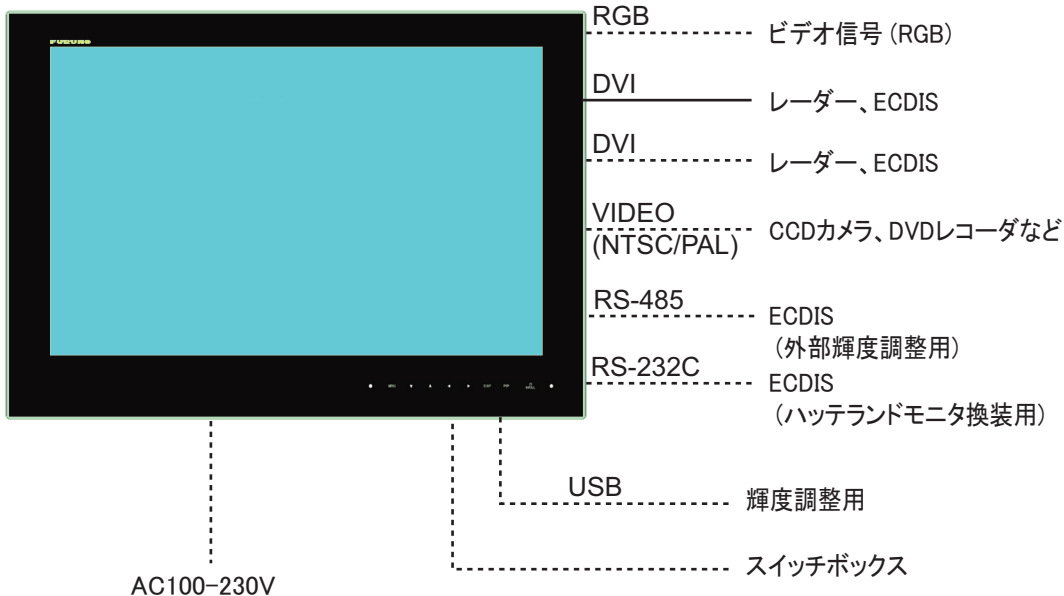 FURUNO
RGB
ビデオ信号 (RGB)
DVI
レーダー、ECDIS
DVI
レーダー、ECDIS
VIDEO
(NTSC/PAL)
CCDカメラ、DVDレコーダなど
RS-485
ECDIS
(外部輝度調整用)
RS-232C
ECDIS
(ハッテランドモニタ換装用)
MENU ▼ ▲ ◄ ► DISP PIP
USB
輝度調整用
スイッチボックス
AC100-230V